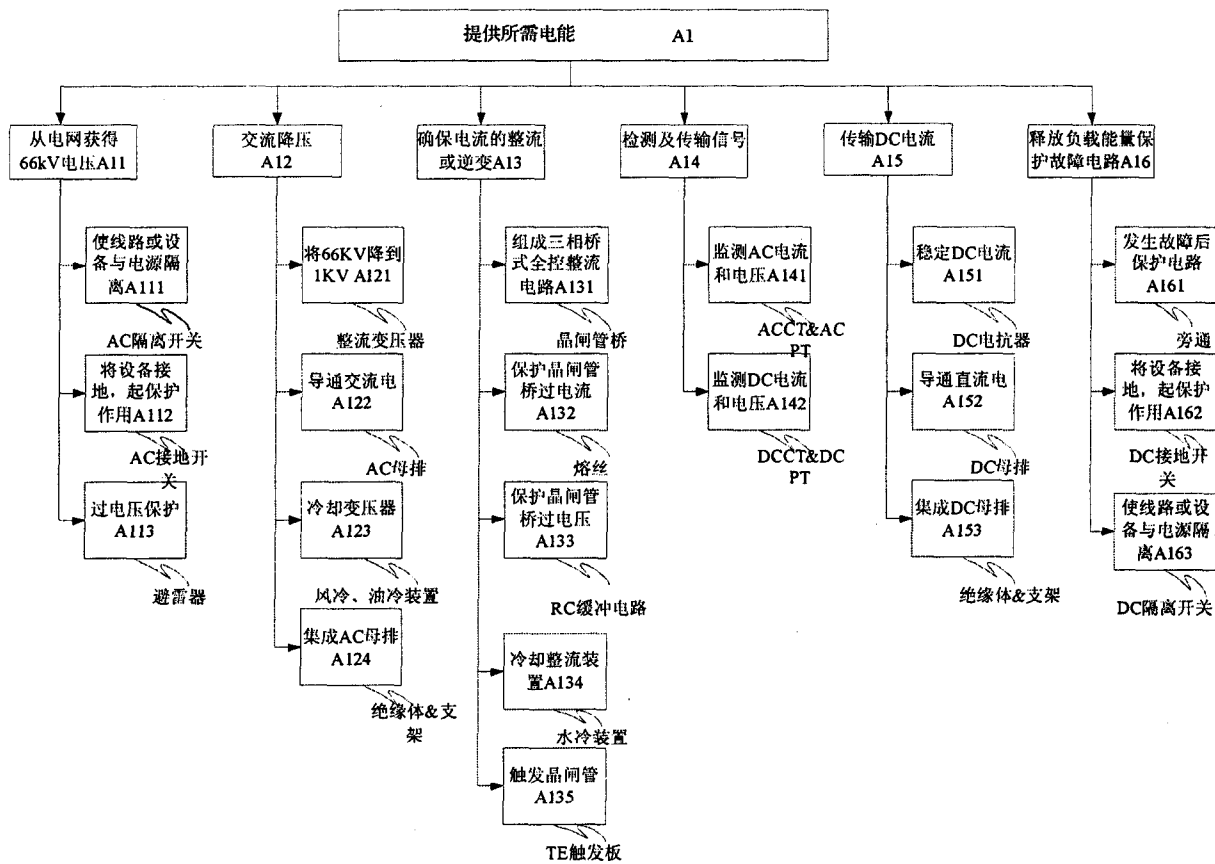 提供所需电能 A1
从电网获得
66kV电压A11
交流降压
A12
确保电流的整流
或逆变A13
检测及传输信号
A14
传输DC电流
A15
释放负载能量保
护故障电路A16
使线路或设
备与电源隔
离A111
AC隔离开关
将设备接
地，起保护
作用A112
AC接地开
关
过电压保护
A113
避雷器
将66KV降到
1KV A121
整流变压器
导通交流电
A122
AC母排
冷却变压器
A123
风冷、油冷装置
集成AC母排
A124
绝缘体&支
架
组成三相桥
式全控整流
电路A131
晶闸管桥
保护晶闸管
桥过电流
A132
熔丝
保护晶闸管
桥过电压
A133
RC缓冲电路
冷却整流装
置A134
水冷装置
触发晶闸管
A135
TE触发板
监测AC电流
和电压A141
ACCT&AC
PT
监测DC电流
和电压A142
DCCT&DC
PT
稳定DC电流
A151
DC电抗器
导通直流电
A152
DC母排
集成DC母排
A153
绝缘体&支架
发生故障后
保护电路
A161
旁通
将设备接
地，起保护
作用A162
DC接地开
关
使线路或设
备与电源隔
离A163
DC隔离开关